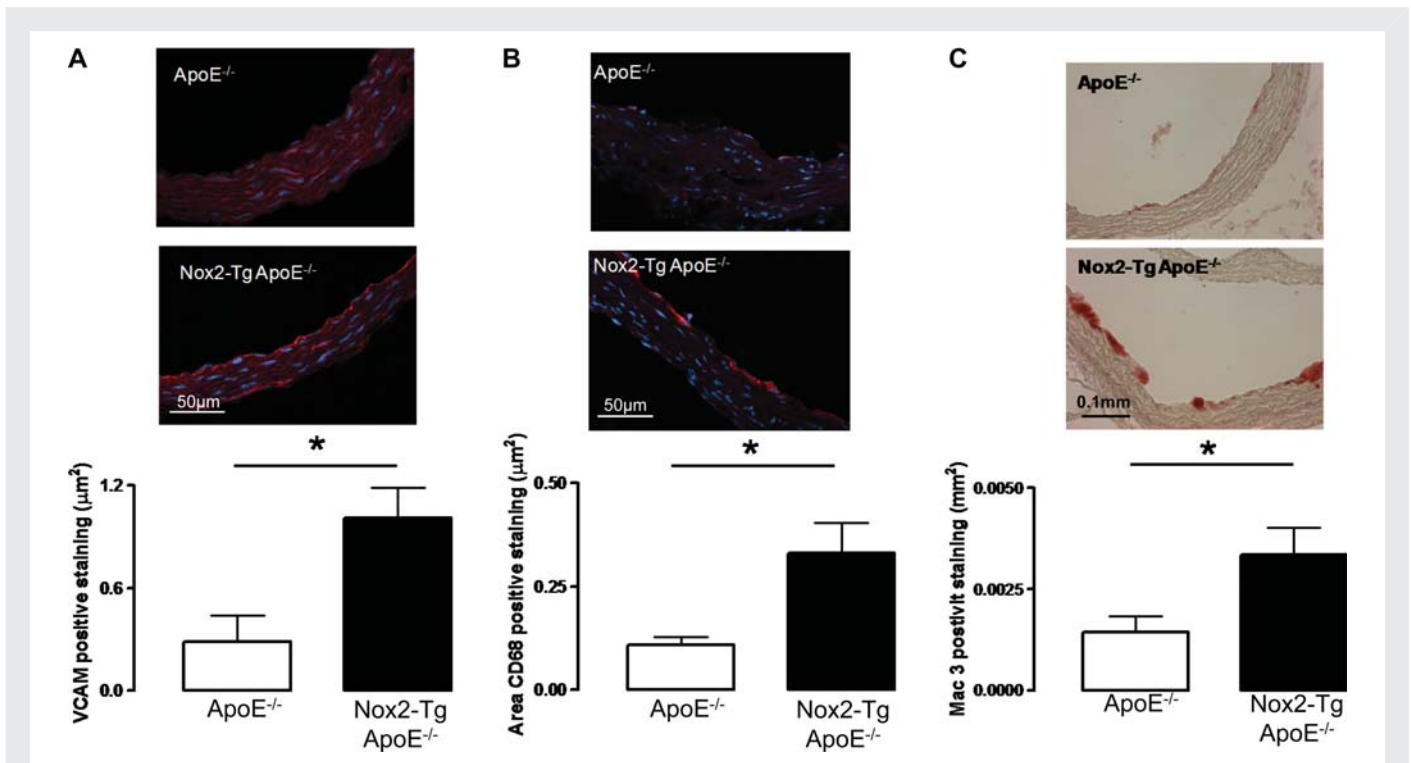 A
ApoE-/-
Nox2-Tg ApoE-/-
50µm
*
VCAM positive staining (µm²)
1.2
0.6
0.0
ApoE-/-
Nox2-Tg
ApoE-/-
B
ApoE-/-
Nox2-Tg ApoE-/-
50µm
*
Area CD68 positive staining (µm²)
0.50
0.25
0.00
ApoE-/-
Nox2-Tg
ApoE-/-
C
ApoE-/-
Nox2-Tg ApoE-/-
0.1mm
*
Mac 3 postivit staining (mm²)
0.0050
0.0025
0.0000
ApoE-/-
Nox2-Tg
ApoE-/-